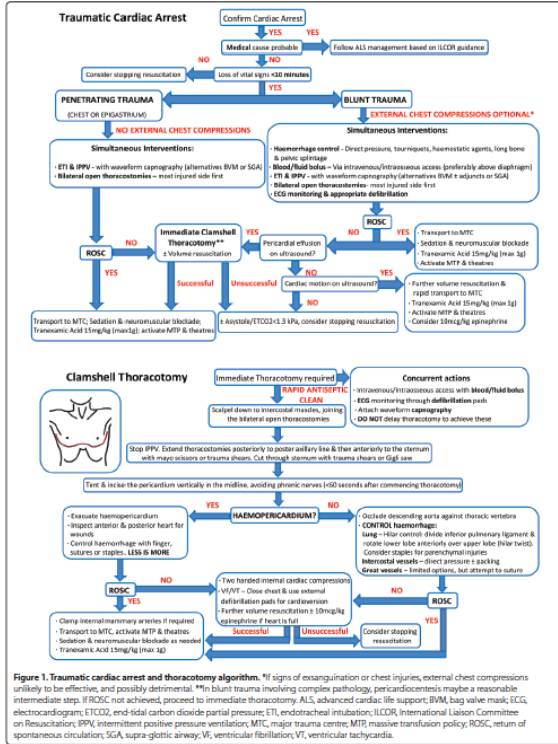 Traumatic Cardiac Arrest
Confirm Cardiac Arrest
YES
Medical cause probable
YES
Follow ALS management based on ILCOR guidance
NO
Consider stopping resuscitation
NO
Loss of vital signs <10 minutes
YES
PENETRATING TRAUMA
(CHEST OR EPIGASTRIUM)
BLUNT TRAUMA
NO EXTERNAL CHEST COMPRESSIONS
EXTERNAL CHEST COMPRESSIONS OPTIONAL*
Simultaneous Interventions:
· ETI & IPPV - with waveform capnography (alternatives BVM or SGA)
· Bilateral open thoracostomies - most injured side first
Simultaneous Interventions:
· Haemorrhage control - Direct pressure, tourniquets, haemostatic agents, long bone
& pelvic splintage
· Blood/fluid bolus – Via intravenous/intraosseous access (preferably above diaphragm)
· ETI & IPPV - with waveform capnography (alternatives BVM ± adjuncts or SGA)
· Bilateral open thoracostomies- most injured side first
· ECG monitoring & appropriate defibrillation
ROSC
NO
Immediate Clamshell
Thoracotomy**
± Volume resuscitation
YES
Pericardial effusion
on ultrasound?
NO
ROSC
YES
· Transport to MTC
· Sedation & neuromuscular blockade
· Tranexamic Acid 15mg/kg (max 1g)
· Activate MTP & theatres
YES
Successful
Unsuccessful
NO
Cardiac motion on ultrasound?
YES
NO
· Further volume resuscitation &
rapid transport to MTC
· Tranexamic Acid 15mg/kg (max 1g)
· Activate MTP & theatres
· Consider 10mcg/kg epinephrine
Transport to MTC; Sedation & neuromuscular blockade;
Tranexamic Acid 15mg/kg (max1g); activate MTP & theatres
± Asystole/ETCO2<1.3 kPa, consider stopping resuscitation
Clamshell Thoracotomy
Immediate Thoracotomy required
RAPID ANTISEPTIC
CLEAN
Concurrent actions
· Intravenous/intraosseous access with blood/fluid bolus
· ECG monitoring through defibrillation pads
· Attach waveform capnography
· DO NOT delay thoracotomy to achieve these
Scalpel down to intercostal muscles, joining
the bilateral open thoracostomies
Stop IPPV. Extend thoracotomies posteriorly to poster axillary line & then anteriorly to the sternum
with mayo scissors or trauma shears. Cut through sternum with trauma shears or Gigli saw
Tent & incise the pericardium vertically in the midline, avoiding phrenic nerves (<50 seconds after commencing thoracotomy)
YES
HAEMOPERICARDIUM?
NO
· Evacuate haemopericardium
· Inspect anterior & posterior heart for
wounds
· Control haemorrhage with finger,
sutures or staples. LESS IS MORE
· Occlude descending aorta against thoracic vertebra
· CONTROL haemorrhage:
Lung – Hilar control: divide inferior pulmonary ligament &
rotate lower lobe anteriorly over upper lobe (hilar twist).
Consider staples for parenchymal injuries
Intercostal vessels – direct pressure ± packing
Great vessels – limited options, but attempt to suture
ROSC
NO
· Two handed internal cardiac compressions
· VF/VT – Close chest & use external
defibrillation pads for cardioversion
· Further volume resuscitation ± 10mcg/kg
epinephrine if heart is full
NO
ROSC
YES
Successful
Unsuccessful
Consider stopping
resuscitation
YES
· Clamp internal mammary arteries if required
· Transport to MTC, activate MTP & theatres
· Sedation & neuromuscular blockade as needed
· Tranexamic Acid 15mg/kg (max 1g)
Figure 1. Traumatic cardiac arrest and thoracotomy algorithm. *If signs of exsanguination or chest injuries, external chest compressions
unlikely to be effective, and possibly detrimental. **In blunt trauma involving complex pathology, pericardiocentesis maybe a reasonable
intermediate step. If ROSC not achieved, proceed to immediate thoracotomy. ALS, advanced cardiac life support; BVM, bag valve mask; ECG,
electrocardiogram; ETCO2, end-tidal carbon dioxide partial pressure; ETI, endotracheal intubation; ILCOR, International Liaison Committee
on Resuscitation; IPPV, intermittent positive pressure ventilation; MTC, major trauma centre; MTP, massive transfusion policy; ROSC, return of
spontaneous circulation; SGA, supra-glottic airway; VF, ventricular fibrillation; VT, ventricular tachycardia.